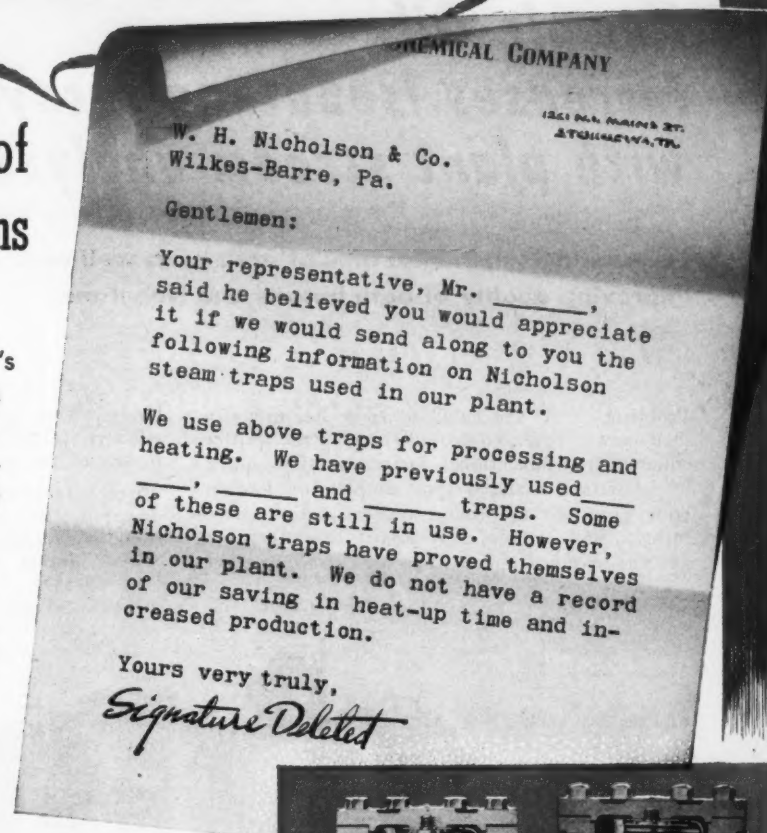 of
ns
's
CHEMICAL COMPANY
W. H. Nicholson & Co.
Wilkes-Barre, Pa.
Gentlemen:
Your representative, Mr. ______,
said he believed you would appreciate
it if we would send along to you the
following information on Nicholson
steam traps used in our plant.
We use above traps for processing and
heating. We have previously used____
____, ______ and ______ traps. Some
of these are still in use. However,
Nicholson traps have proved themselves
in our plant. We do not have a record
of our saving in heat-up time and in-
creased production.
Yours very truly,
Signature Deleted